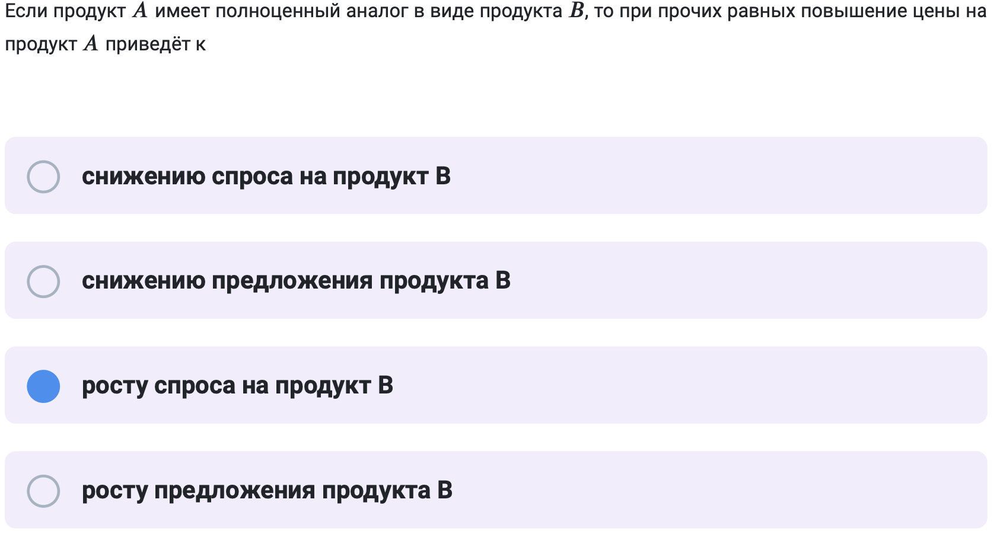 Если продукт A имеет полноценный аналог в виде продукта B, то при прочих равных повышение цены на
продукт A приведёт к
снижению спроса на продукт В
снижению предложения продукта В
росту спроса на продукт В
росту предложения продукта В